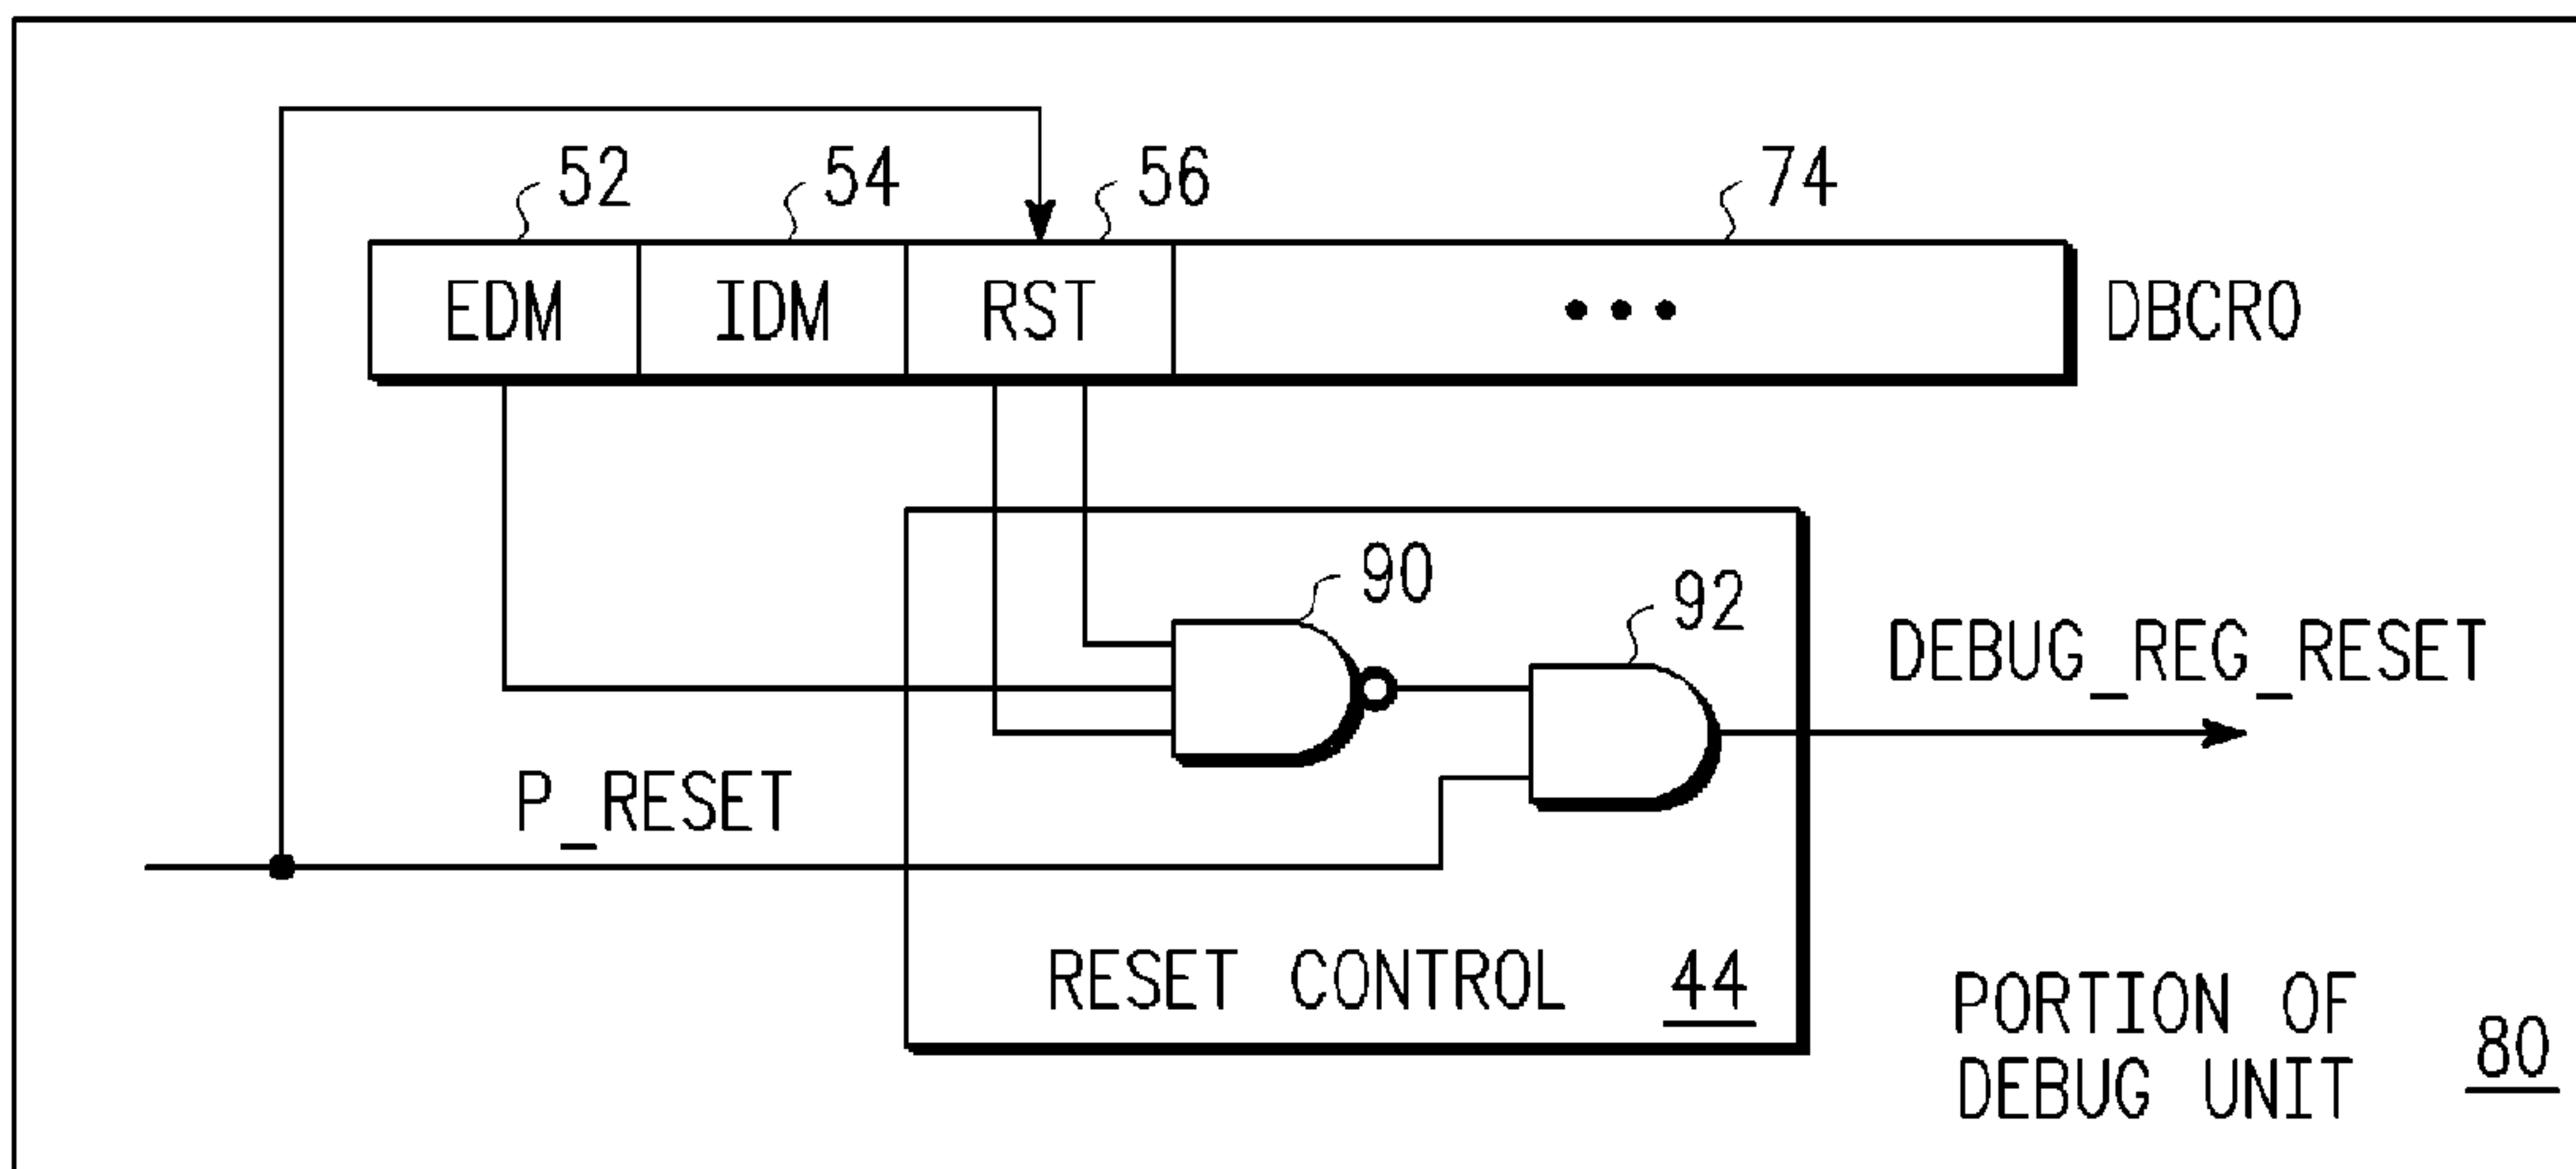 52
54
56
74
EDM
IDM
RST
•••
DBCR0
90
92
DEBUG_REG_RESET
P_RESET
RESET CONTROL 44
PORTION OF
DEBUG UNIT
80